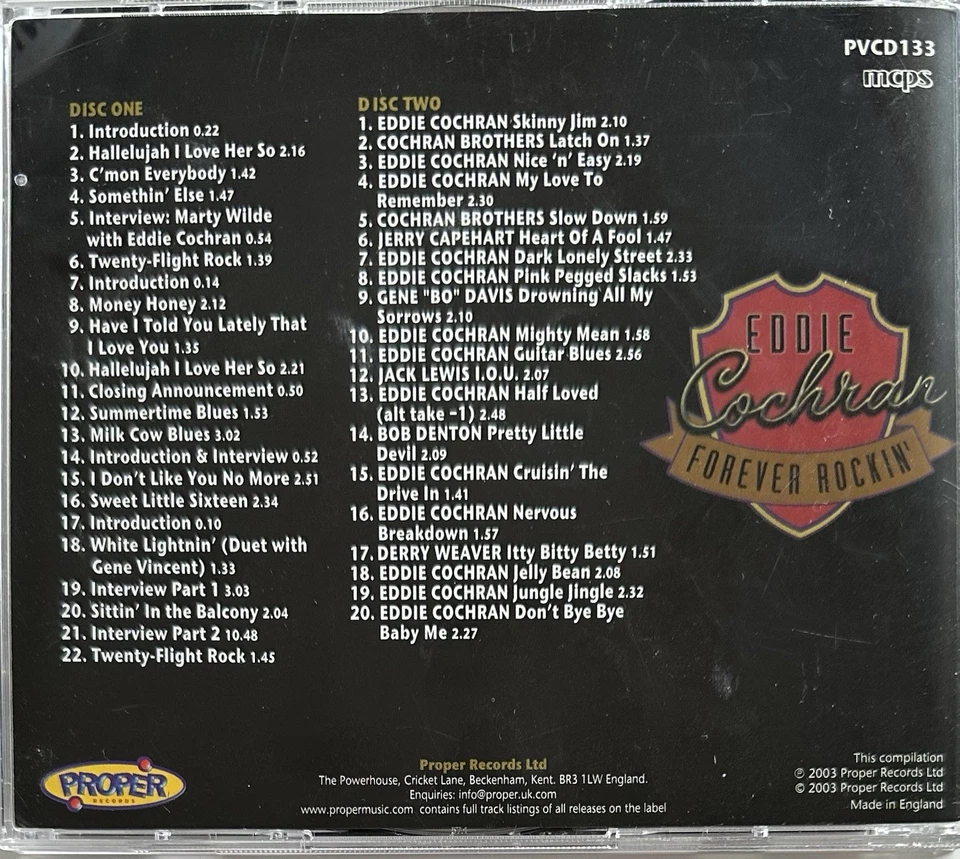 PVCD133
mcps
DISC ONE
1. Introduction 0.22
2. Hallelujah I Love Her So 2.16
3. C'mon Everybody 1.42
4. Somethin' Else 1.47
5. Interview: Marty Wilde
with Eddie Cochran 0.54
6. Twenty-Flight Rock 1.39
7. Introduction 0.14
8. Money Honey 2.12
9. Have I Told You Lately That
I Love You 1.35
10. Hallelujah I Love Her So 2.21
11. Closing Announcement 0.50
12. Summertime Blues 1.53
13. Milk Cow Blues 3.02
14. Introduction & Interview 0.52
15. I Don't Like You No More 2.51
16. Sweet Little Sixteen 2.34
17. Introduction 0.10
18. White Lightnin' (Duet with
Gene Vincent) 1.33
19. Interview Part 1 3.03
20. Sittin' In the Balcony 2.04
21. Interview Part 2 10.48
22. Twenty-Flight Rock 1.45
DISC TWO
1. EDDIE COCHRAN Skinny Jim 2.10
2. COCHRAN BROTHERS Latch On 1.37
3. EDDIE COCHRAN Nice 'n' Easy 2.19
4. EDDIE COCHRAN My Love To
Remember 2.30
5. COCHRAN BROTHERS Slow Down 1.59
6. JERRY CAPEHART Heart Of A Fool 1.47
7. EDDIE COCHRAN Dark Lonely Street 2.33
8. EDDIE COCHRAN Pink Pegged Slacks 1.53
9. GENE "BO" DAVIS Drowning All My
Sorrows 2.10
10. EDDIE COCHRAN Mighty Mean 1.58
11. EDDIE COCHRAN Guitar Blues 2.56
12. JACK LEWIS I.O.U. 2.07
13. EDDIE COCHRAN Half Loved
(alt take -1) 2.48
14. BOB DENTON Pretty Little
Devil 2.09
15. EDDIE COCHRAN Cruisin' The
Drive In 1.41
16. EDDIE COCHRAN Nervous
Breakdown 1.57
17. DERRY WEAVER Itty Bitty Betty 1.51
18. EDDIE COCHRAN Jelly Bean 2.08
19. EDDIE COCHRAN Jungle Jingle 2.32
20. EDDIE COCHRAN Don't Bye Bye
Baby Me 2.27
EDDIE
Cochran
FOREVER ROCKIN'
PROPER
RECORDS
Proper Records Ltd
The Powerhouse, Cricket Lane, Beckenham, Kent. BR3 1LW England.
Enquiries: info@proper.uk.com
www.propermusic.com contains full track listings of all releases on the label
This compilation
℗ 2003 Proper Records Ltd
© 2003 Proper Records Ltd
Made in England